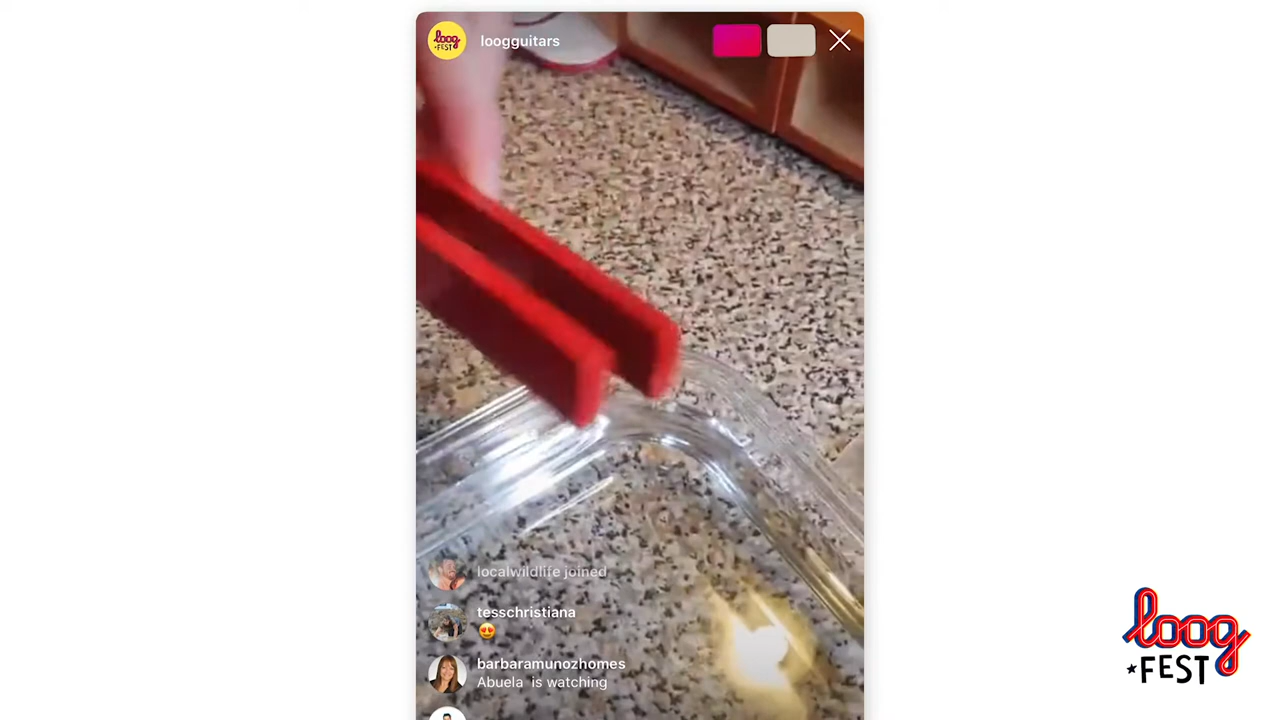 loog
FEST
loogguitars
localwildlife joined
tesschristiana
😍
barbaramunozhomes
Abuela is watching
loog
FEST